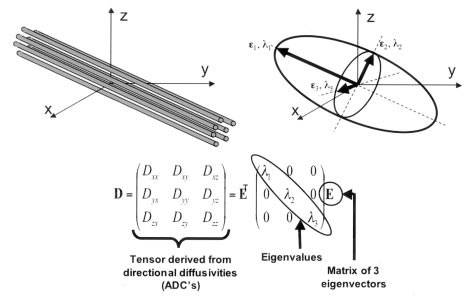 z
y
x
z
y
x
ε₁, λ₁
ε₂, λ₂
ε₃, λ₃
D = ( Dxx Dxy Dxz ) = Eᵀ ( λ₁ 0 0 ) E
Dyx Dyy Dyz 0 λ₂ 0
Dzx Dzy Dzz 0 0 λ₃
Tensor derived from
directional diffusivities
(ADC's)
Eigenvalues
Matrix of 3
eigenvectors